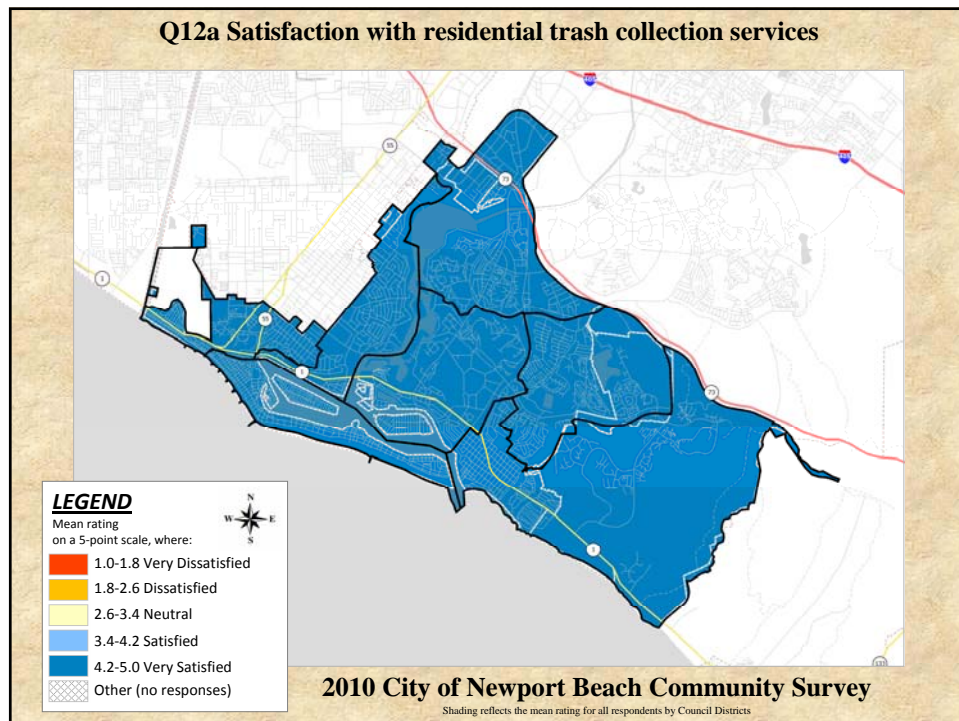 Q12a Satisfaction with residential trash collection services
405
405
55
73
1
55
1
73
1
133
LEGEND
Mean rating
on a 5-point scale, where:
N
W E
S
1.0-1.8 Very Dissatisfied
1.8-2.6 Dissatisfied
2.6-3.4 Neutral
3.4-4.2 Satisfied
4.2-5.0 Very Satisfied
Other (no responses)
2010 City of Newport Beach Community Survey
Shading reflects the mean rating for all respondents by Council Districts